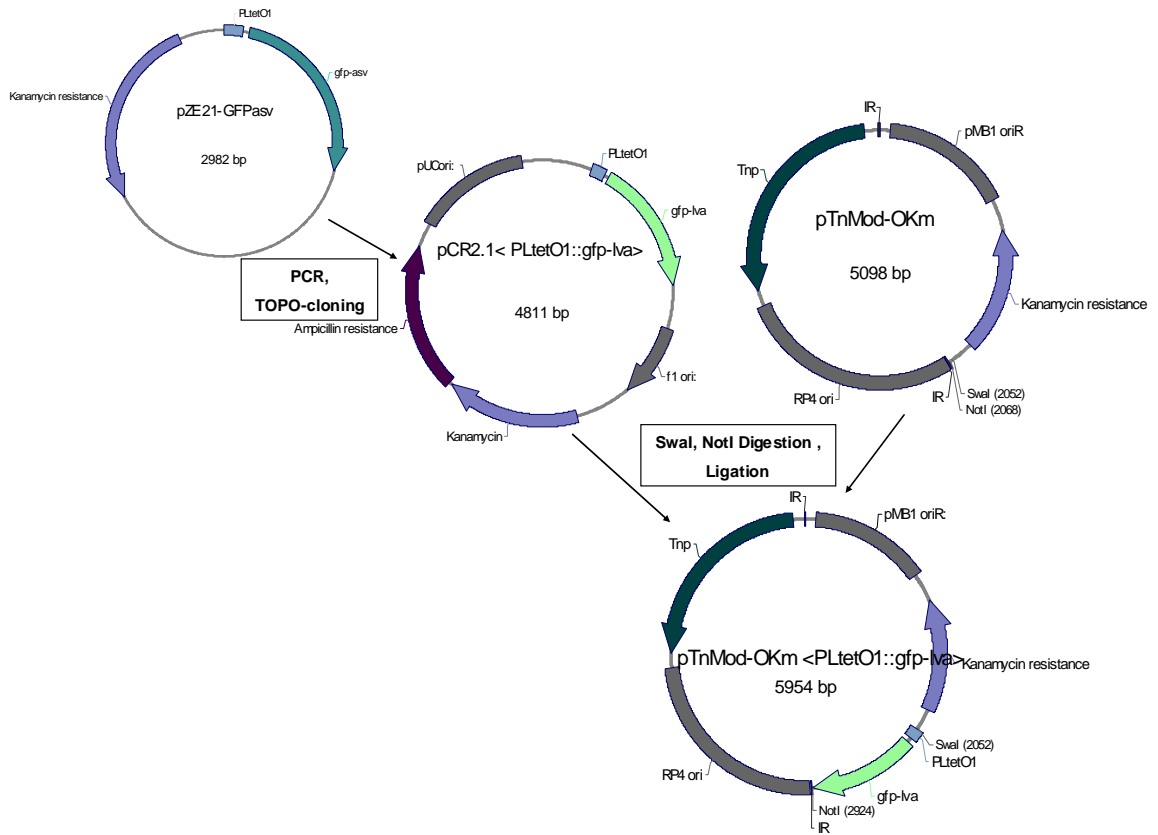 PLtetO1
gfp-asv
Kanamycin resistance
pZE21-GFPasv
2982 bp
PCR,
TOPO-cloning
PLtetO1
pUCori:
gfp-lva
pCR2.1< PLtetO1::gfp-lva>
4811 bp
Ampicillin resistance
f1 ori:
Kanamycin
IR
pMB1 oriR
Tnp
pTnMod-OKm
5098 bp
Kanamycin resistance
SwaI (2052)
NotI (2068)
IR
RP4 ori
SwaI, NotI Digestion ,
Ligation
IR
pMB1 oriR:
Tnp
pTnMod-OKm <PLtetO1::gfp-lva>
Kanamycin resistance
5954 bp
SwaI (2052)
PLtetO1
RP4 ori
gfp-lva
NotI (2924)
IR